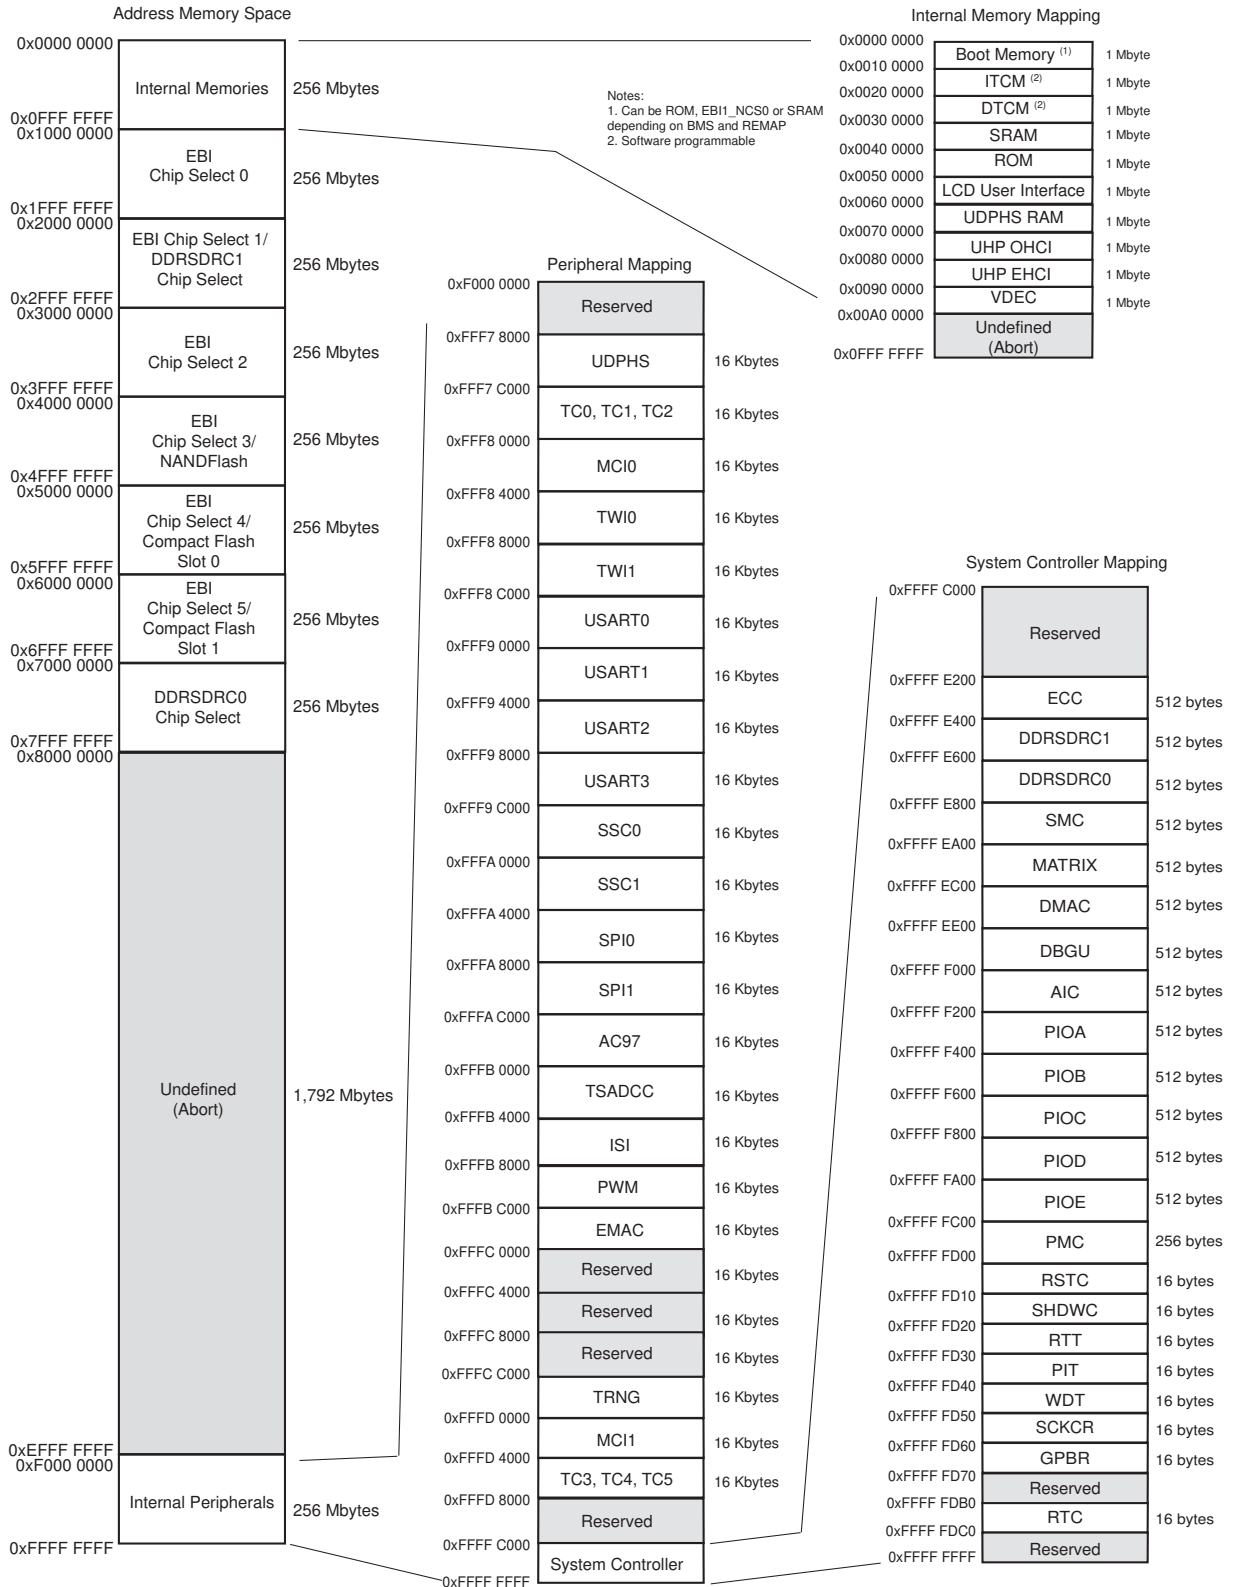 Address Memory Space
0x0000 0000
Internal Memories
256 Mbytes
0x0FFF FFFF
0x1000 0000
EBI
Chip Select 0
256 Mbytes
0x1FFF FFFF
0x2000 0000
EBI Chip Select 1/
DDRSDRC1
Chip Select
256 Mbytes
0x2FFF FFFF
0x3000 0000
EBI
Chip Select 2
256 Mbytes
0x3FFF FFFF
0x4000 0000
EBI
Chip Select 3/
NANDFlash
256 Mbytes
0x4FFF FFFF
0x5000 0000
EBI
Chip Select 4/
Compact Flash
Slot 0
256 Mbytes
0x5FFF FFFF
0x6000 0000
EBI
Chip Select 5/
Compact Flash
Slot 1
256 Mbytes
0x6FFF FFFF
0x7000 0000
DDRSDRC0
Chip Select
256 Mbytes
0x7FFF FFFF
0x8000 0000
Undefined
(Abort)
1,792 Mbytes
0xEFFF FFFF
0xF000 0000
Internal Peripherals
256 Mbytes
0xFFFF FFFF
Notes:
1. Can be ROM, EBI1_NCS0 or SRAM
depending on BMS and REMAP
2. Software programmable
Peripheral Mapping
0xF000 0000
Reserved
0xFFF7 8000
UDPHS 16 Kbytes
0xFFF7 C000
TC0, TC1, TC2 16 Kbytes
0xFFF8 0000
MCI0 16 Kbytes
0xFFF8 4000
TWI0 16 Kbytes
0xFFF8 8000
TWI1 16 Kbytes
0xFFF8 C000
USART0 16 Kbytes
0xFFF9 0000
USART1 16 Kbytes
0xFFF9 4000
USART2 16 Kbytes
0xFFF9 8000
USART3 16 Kbytes
0xFFF9 C000
SSC0 16 Kbytes
0xFFFA 0000
SSC1 16 Kbytes
0xFFFA 4000
SPI0 16 Kbytes
0xFFFA 8000
SPI1 16 Kbytes
0xFFFA C000
AC97 16 Kbytes
0xFFFB 0000
TSADCC 16 Kbytes
0xFFFB 4000
ISI 16 Kbytes
0xFFFB 8000
PWM 16 Kbytes
0xFFFB C000
EMAC 16 Kbytes
0xFFFC 0000
Reserved 16 Kbytes
0xFFFC 4000
Reserved 16 Kbytes
0xFFFC 8000
Reserved 16 Kbytes
0xFFFC C000
TRNG 16 Kbytes
0xFFFD 0000
MCI1 16 Kbytes
0xFFFD 4000
TC3, TC4, TC5 16 Kbytes
0xFFFD 8000
Reserved
0xFFFF C000
System Controller
0xFFFF FFFF
Internal Memory Mapping
0x0000 0000
Boot Memory (1) 1 Mbyte
0x0010 0000
ITCM (2) 1 Mbyte
0x0020 0000
DTCM (2) 1 Mbyte
0x0030 0000
SRAM 1 Mbyte
0x0040 0000
ROM 1 Mbyte
0x0050 0000
LCD User Interface 1 Mbyte
0x0060 0000
UDPHS RAM 1 Mbyte
0x0070 0000
UHP OHCI 1 Mbyte
0x0080 0000
UHP EHCI 1 Mbyte
0x0090 0000
VDEC 1 Mbyte
0x00A0 0000
Undefined
(Abort)
0x0FFF FFFF
System Controller Mapping
0xFFFF C000
Reserved
0xFFFF E200
ECC 512 bytes
0xFFFF E400
DDRSDRC1 512 bytes
0xFFFF E600
DDRSDRC0 512 bytes
0xFFFF E800
SMC 512 bytes
0xFFFF EA00
MATRIX 512 bytes
0xFFFF EC00
DMAC 512 bytes
0xFFFF EE00
DBGU 512 bytes
0xFFFF F000
AIC 512 bytes
0xFFFF F200
PIOA 512 bytes
0xFFFF F400
PIOB 512 bytes
0xFFFF F600
PIOC 512 bytes
0xFFFF F800
PIOD 512 bytes
0xFFFF FA00
PIOE 512 bytes
0xFFFF FC00
PMC 256 bytes
0xFFFF FD00
RSTC 16 bytes
0xFFFF FD10
SHDWC 16 bytes
0xFFFF FD20
RTT 16 bytes
0xFFFF FD30
PIT 16 bytes
0xFFFF FD40
WDT 16 bytes
0xFFFF FD50
SCKCR 16 bytes
0xFFFF FD60
GPBR 16 bytes
0xFFFF FD70
Reserved
0xFFFF FDB0
RTC 16 bytes
0xFFFF FDC0
Reserved
0xFFFF FFFF